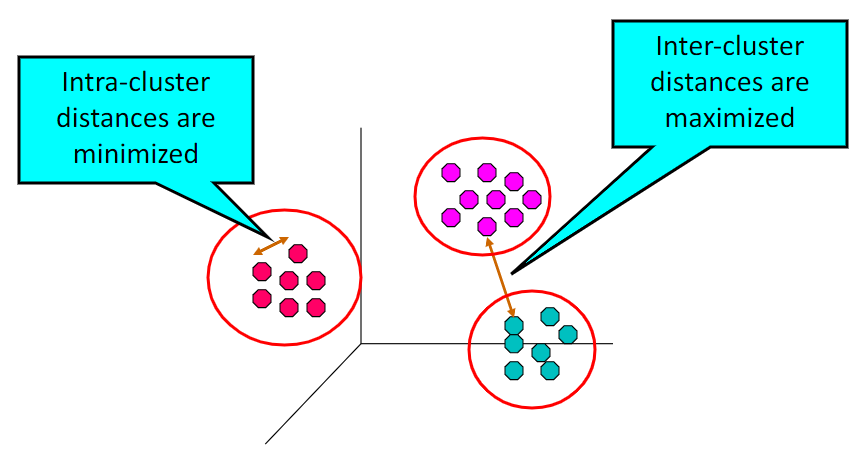 Intra-cluster
distances are
minimized
Inter-cluster
distances are
maximized